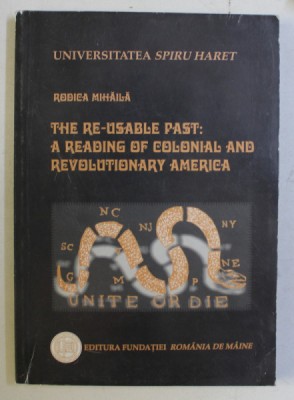 UNIVERSITATEA SPIRU HARET
RODICA MIHĂILĂ
THE RE-USABLE PAST:
A READING OF COLONIAL AND
REVOLUTIONARY AMERICA
NC
NJ
NY
SC
NE
G
M
P
UNITE OR DIE
EDITURA FUNDAȚIEI ROMÂNIA DE MÂINE